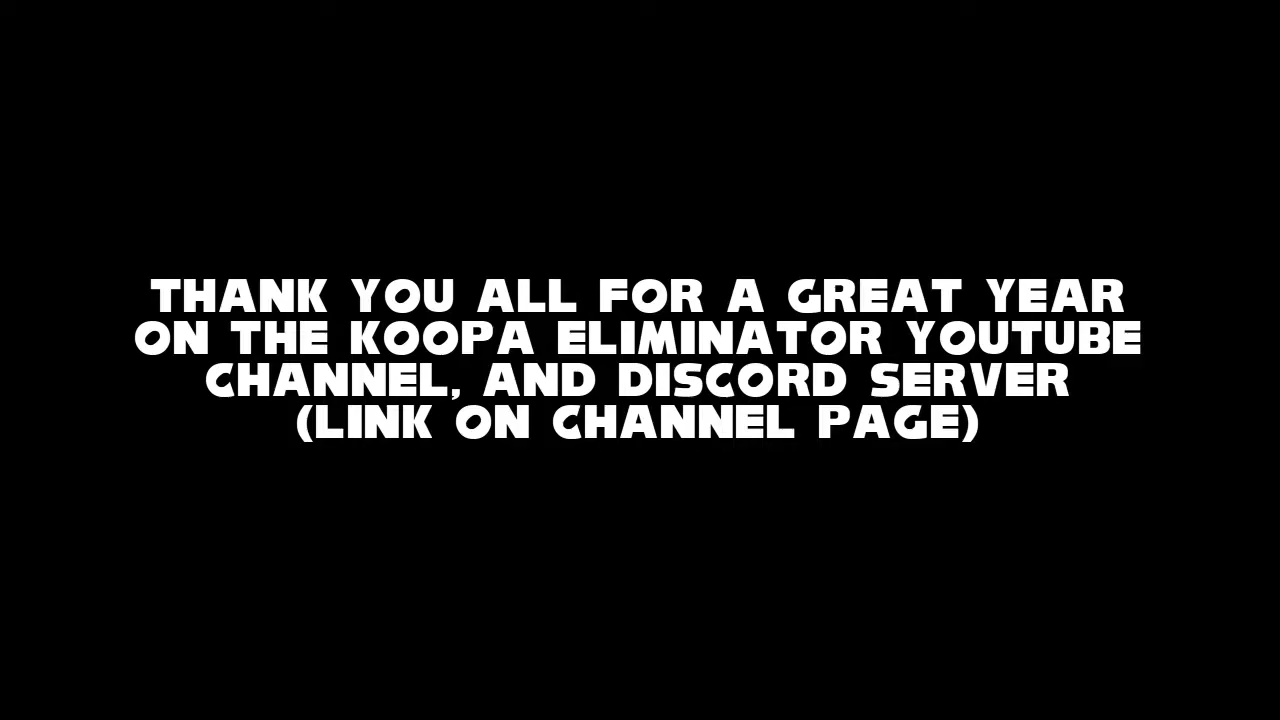 THANK YOU ALL FOR A GREAT YEAR
ON THE KOOPA ELIMINATOR YOUTUBE
CHANNEL, AND DISCORD SERVER
(LINK ON CHANNEL PAGE)